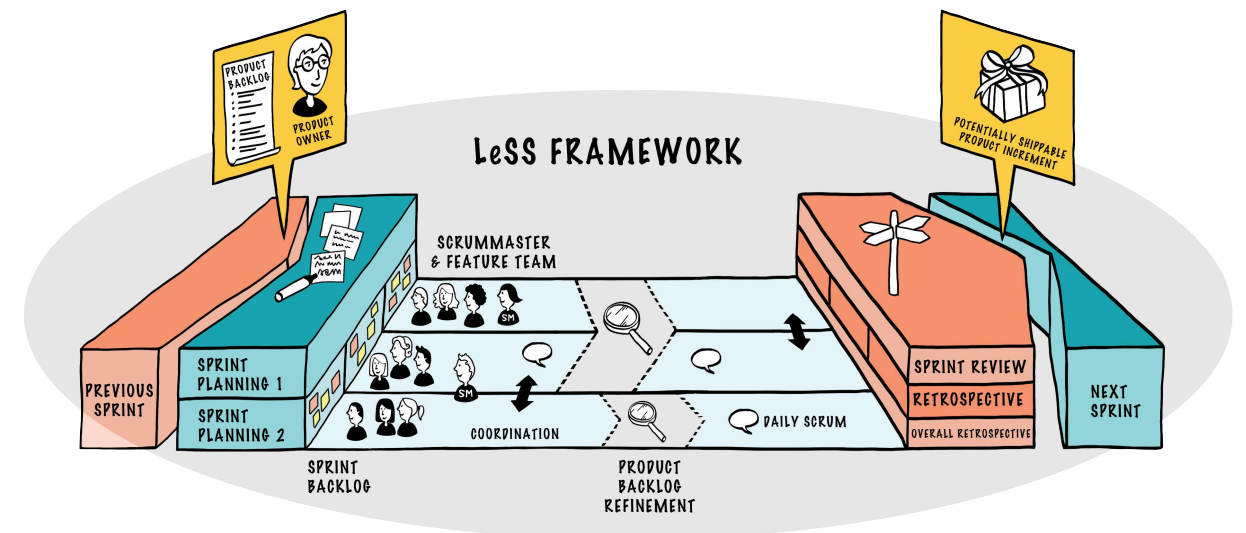 PRODUCT
BACKLOG
PRODUCT
OWNER
POTENTIALLY SHIPPABLE
PRODUCT INCREMENT
LeSS FRAMEWORK
SCRUMMASTER
& FEATURE TEAM
SM
SM
SPRINT
PLANNING 1
SPRINT
PLANNING 2
PREVIOUS
SPRINT
SPRINT REVIEW
RETROSPECTIVE
OVERALL RETROSPECTIVE
NEXT
SPRINT
COORDINATION
DAILY SCRUM
SPRINT
BACKLOG
PRODUCT
BACKLOG
REFINEMENT